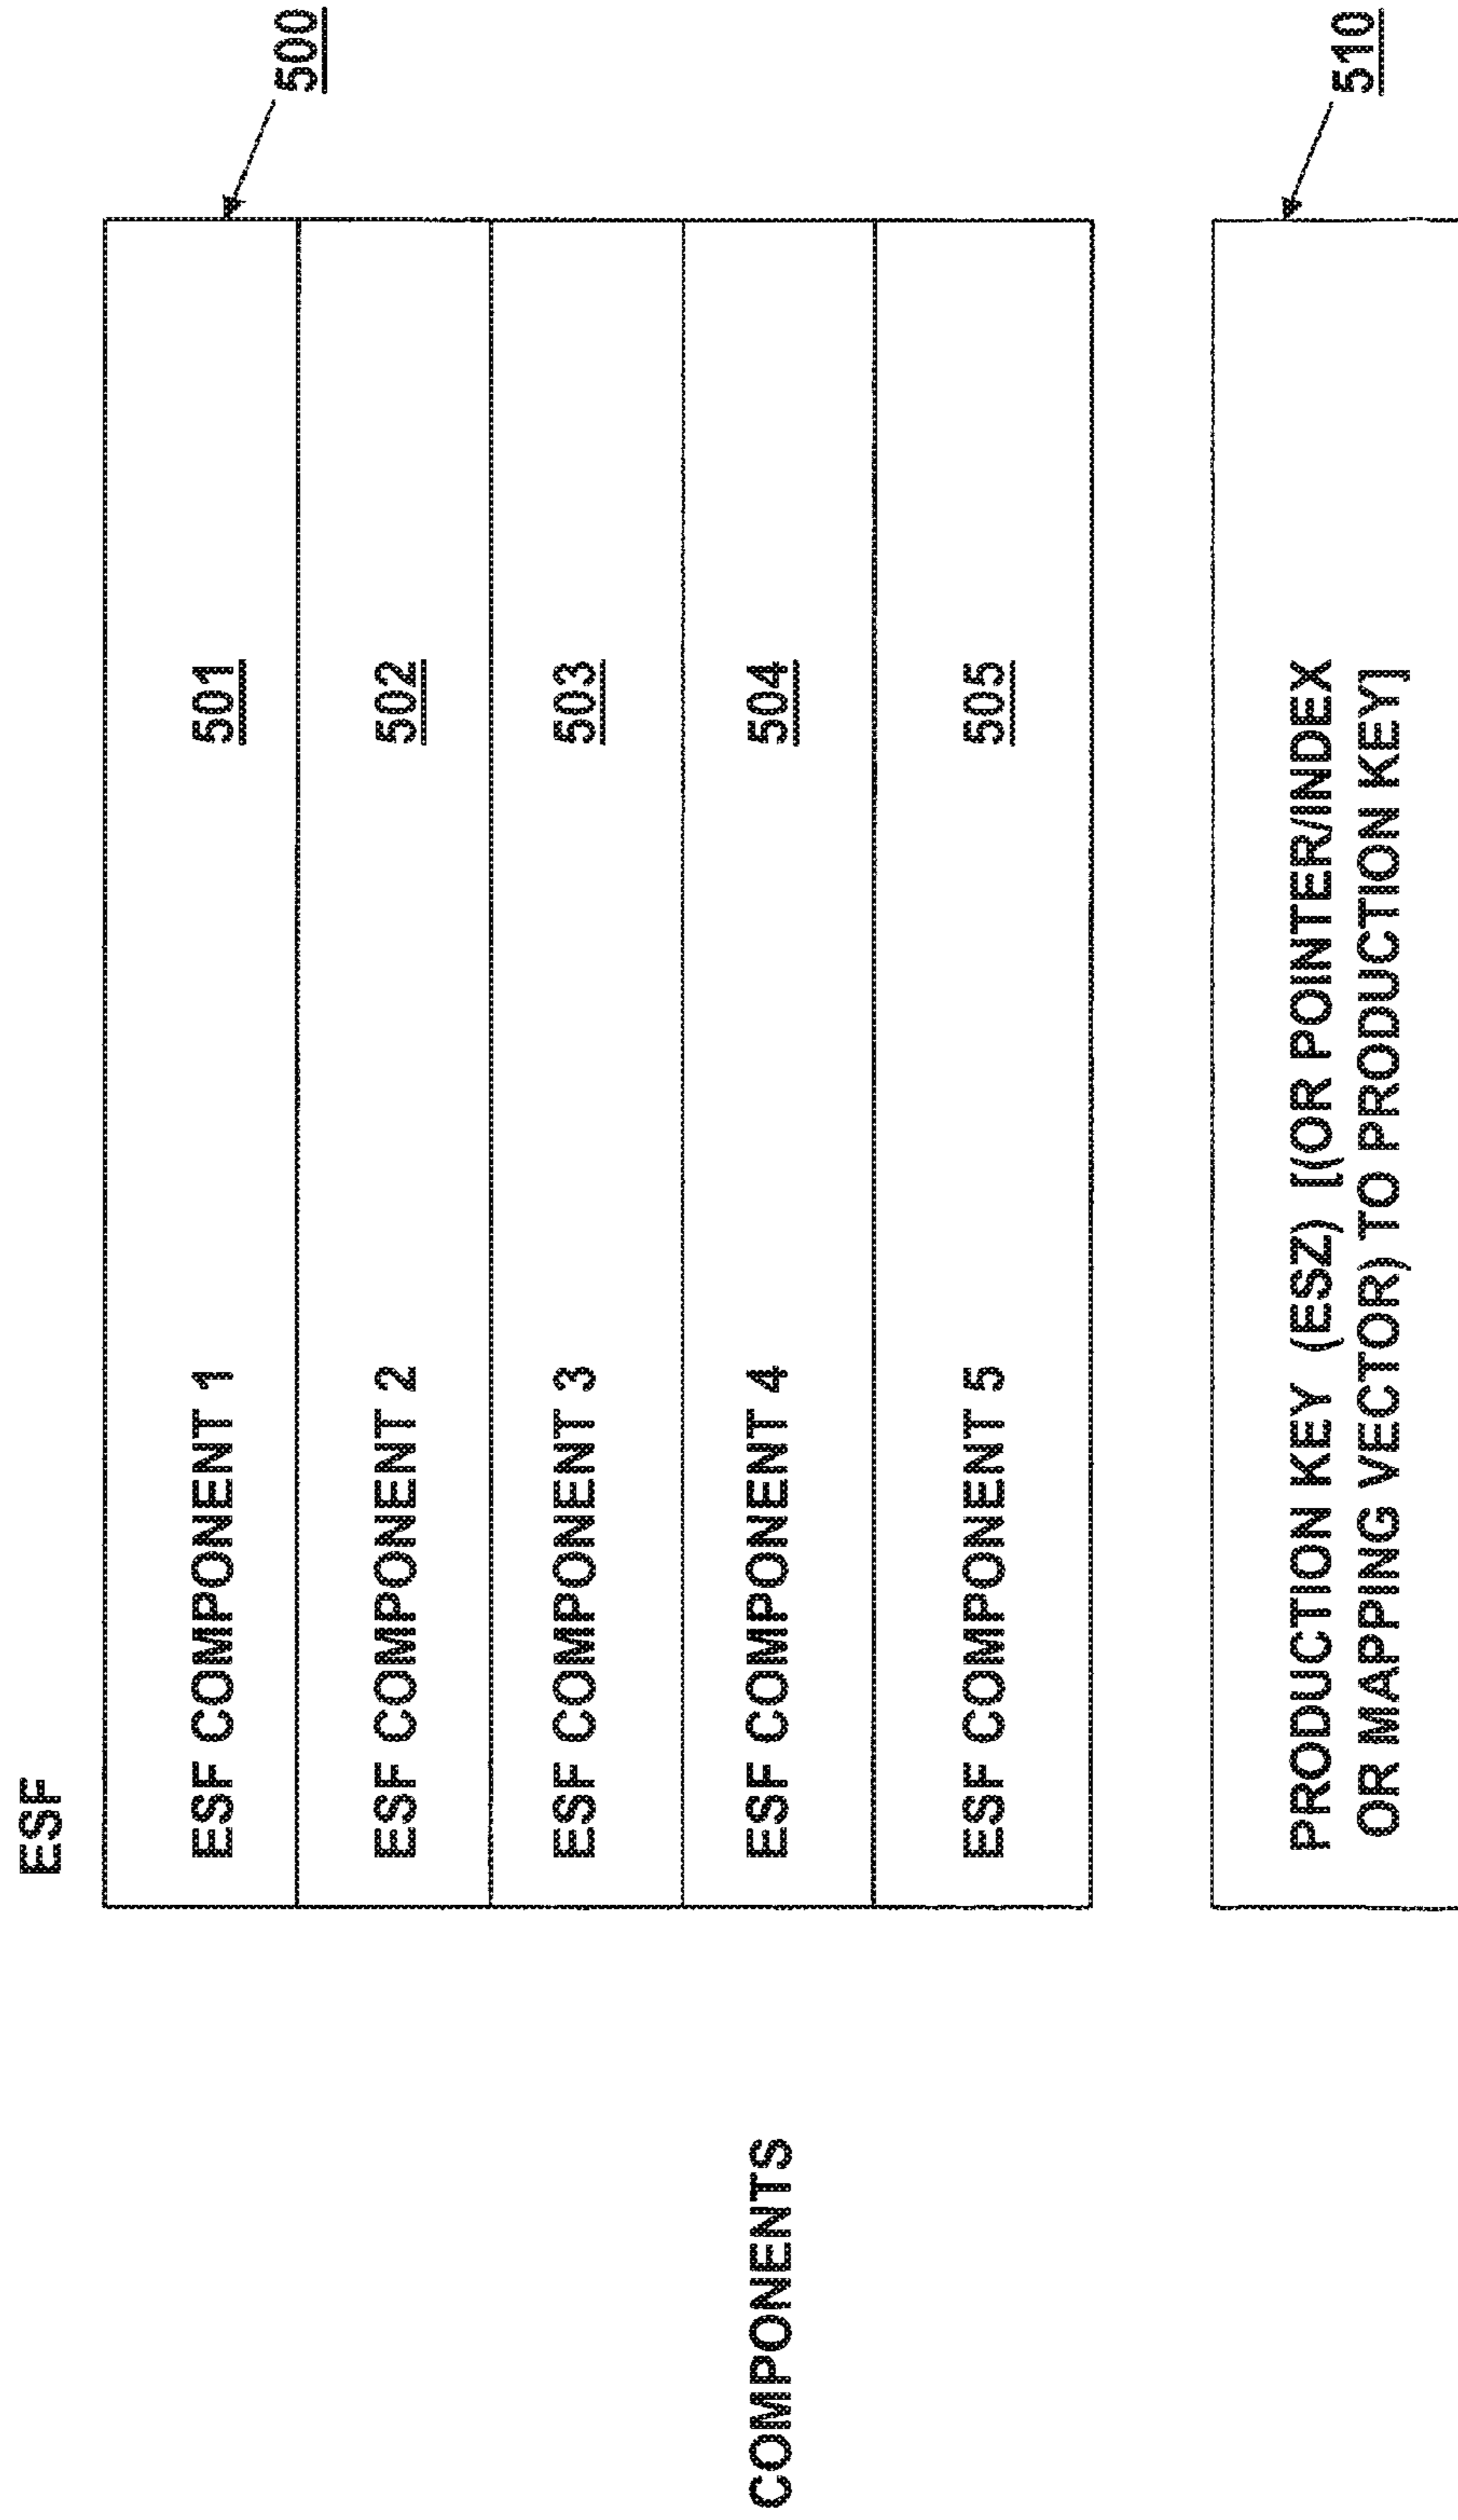 ESF
500
ESF COMPONENT 1 501
ESF COMPONENT 2 502
ESF COMPONENT 3 503
COMPONENTS
ESF COMPONENT 4 504
ESF COMPONENT 5 505
510
PRODUCTION KEY (ESZ) [(OR POINTER/INDEX
OR MAPPING VECTOR) TO PRODUCTION KEY]